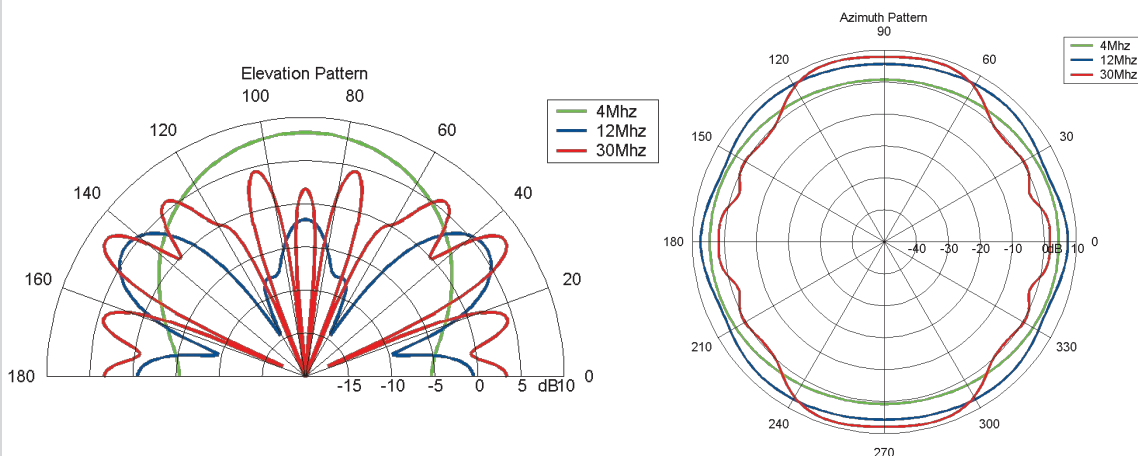 Elevation Pattern
100 80
120 60
140 40
160 20
180 -15 -10 -5 0 5 dB10 0
4Mhz
12Mhz
30Mhz
Azimuth Pattern
90
120 60
150 30
180 -40 -30 -20 -10 0dB 10 0
210 330
240 300
270
4Mhz
12Mhz
30Mhz